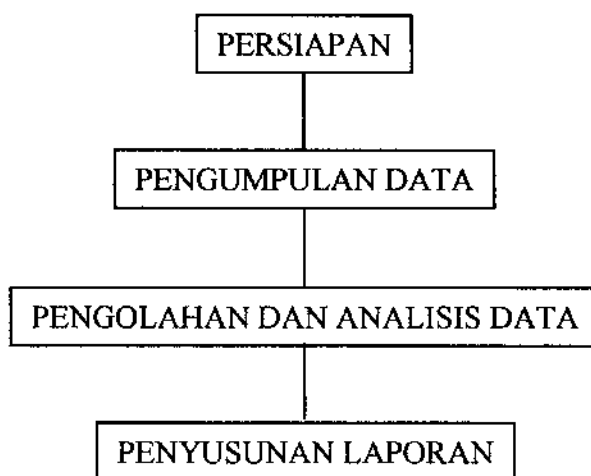 PERSIAPAN
PENGUMPULAN DATA
PENGOLAHAN DAN ANALISIS DATA
PENYUSUNAN LAPORAN